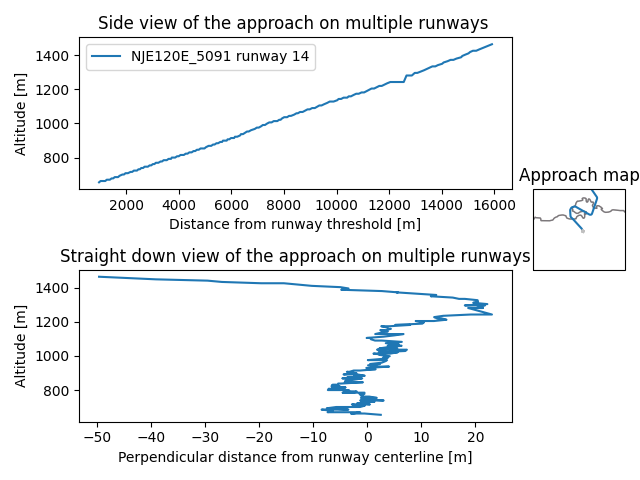 Side view of the approach on multiple runways
1400
1200
1000
800
Altitude [m]
NJE120E_5091 runway 14
2000 4000 6000 8000 10000 12000 14000 16000
Distance from runway threshold [m]
Approach map
Straight down view of the approach on multiple runways
1400
1200
1000
800
Altitude [m]
−50 −40 −30 −20 −10 0 10 20
Perpendicular distance from runway centerline [m]